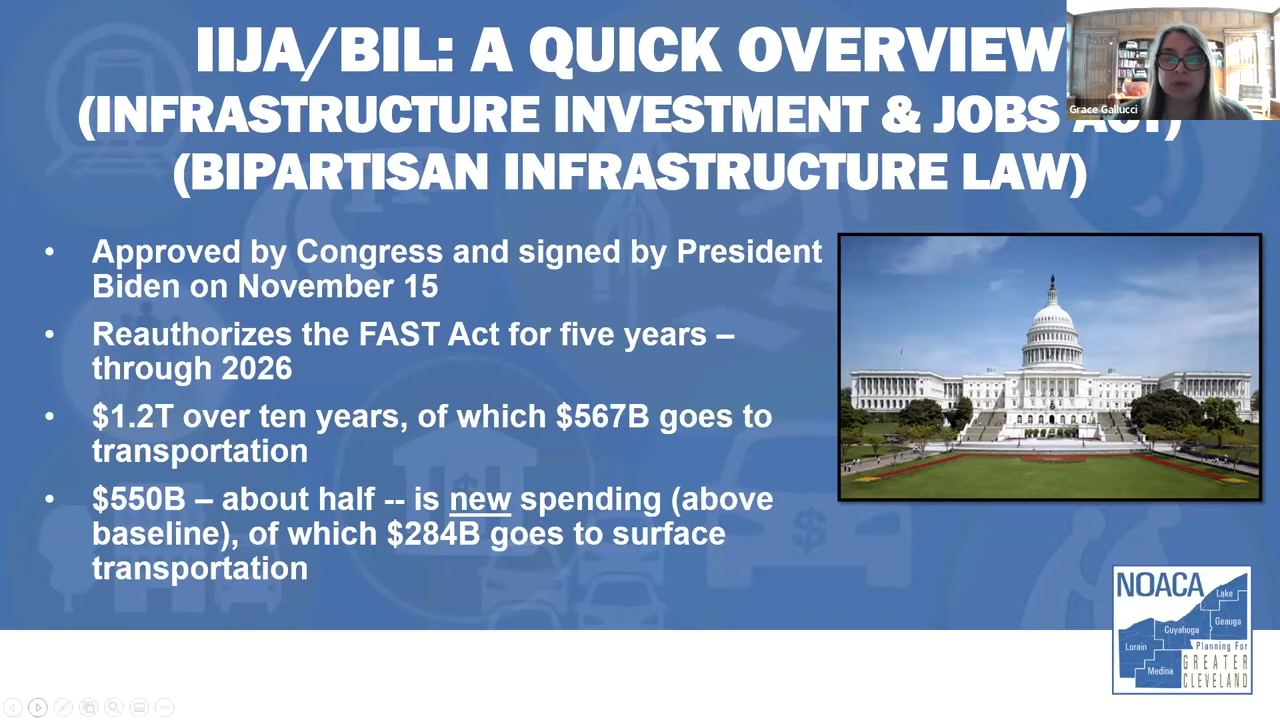 IIJA/BIL: A QUICK OVERVIEW
(INFRASTRUCTURE INVESTMENT & JOBS ACT)
(BIPARTISAN INFRASTRUCTURE LAW)
Grace Gallucci
• Approved by Congress and signed by President
Biden on November 15
• Reauthorizes the FAST Act for five years –
through 2026
• $1.2T over ten years, of which $567B goes to
transportation
• $550B – about half -- is new spending (above
baseline), of which $284B goes to surface
transportation
NOACA
Lake
Geauga
Cuyahoga
Lorain
Medina
Planning For
GREATER
CLEVELAND